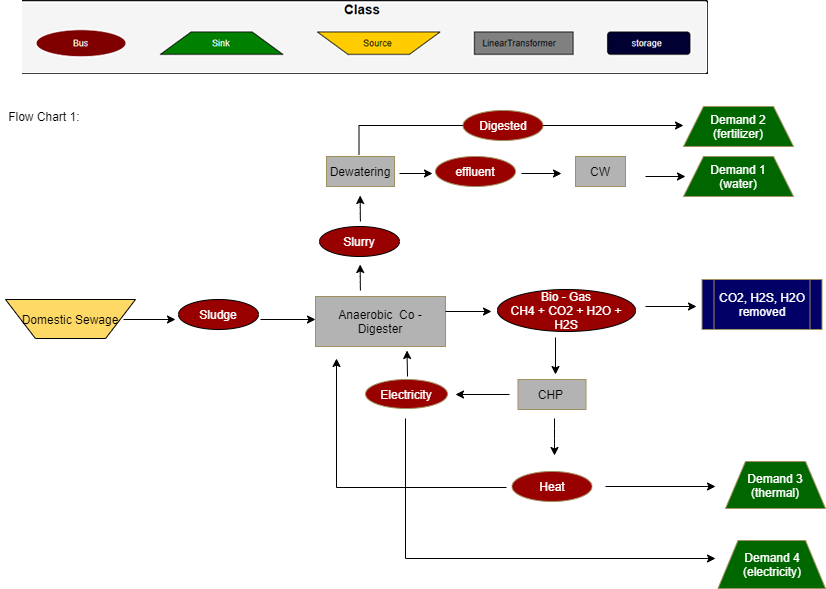 Class
Bus
Sink
Source
LinearTransformer
storage
Flow Chart 1:
Digested
Demand 2
(fertilizer)
Dewatering
effluent
CW
Demand 1
(water)
Slurry
Domestic Sewage
Sludge
Anaerobic Co -
Digester
Bio - Gas
CH4 + CO2 + H2O +
H2S
CO2, H2S, H2O
removed
Electricity
CHP
Heat
Demand 3
(thermal)
Demand 4
(electricity)